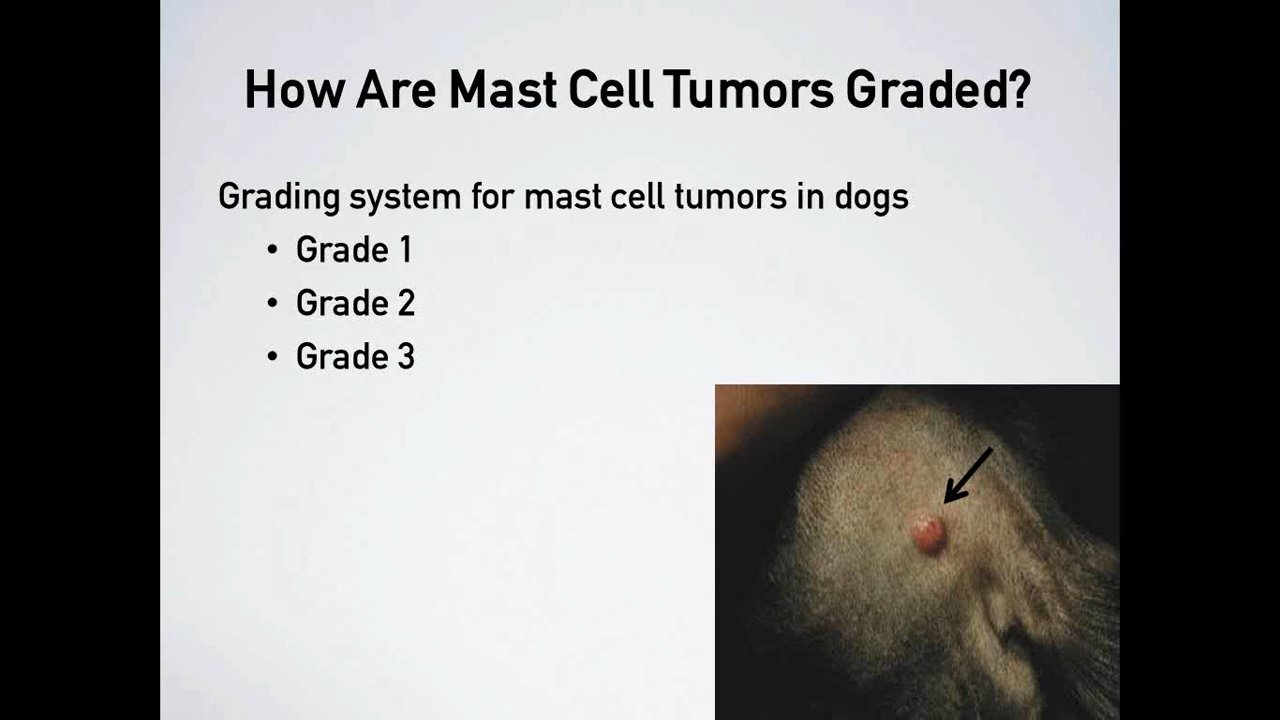 How Are Mast Cell Tumors Graded?
Grading system for mast cell tumors in dogs
• Grade 1
• Grade 2
• Grade 3